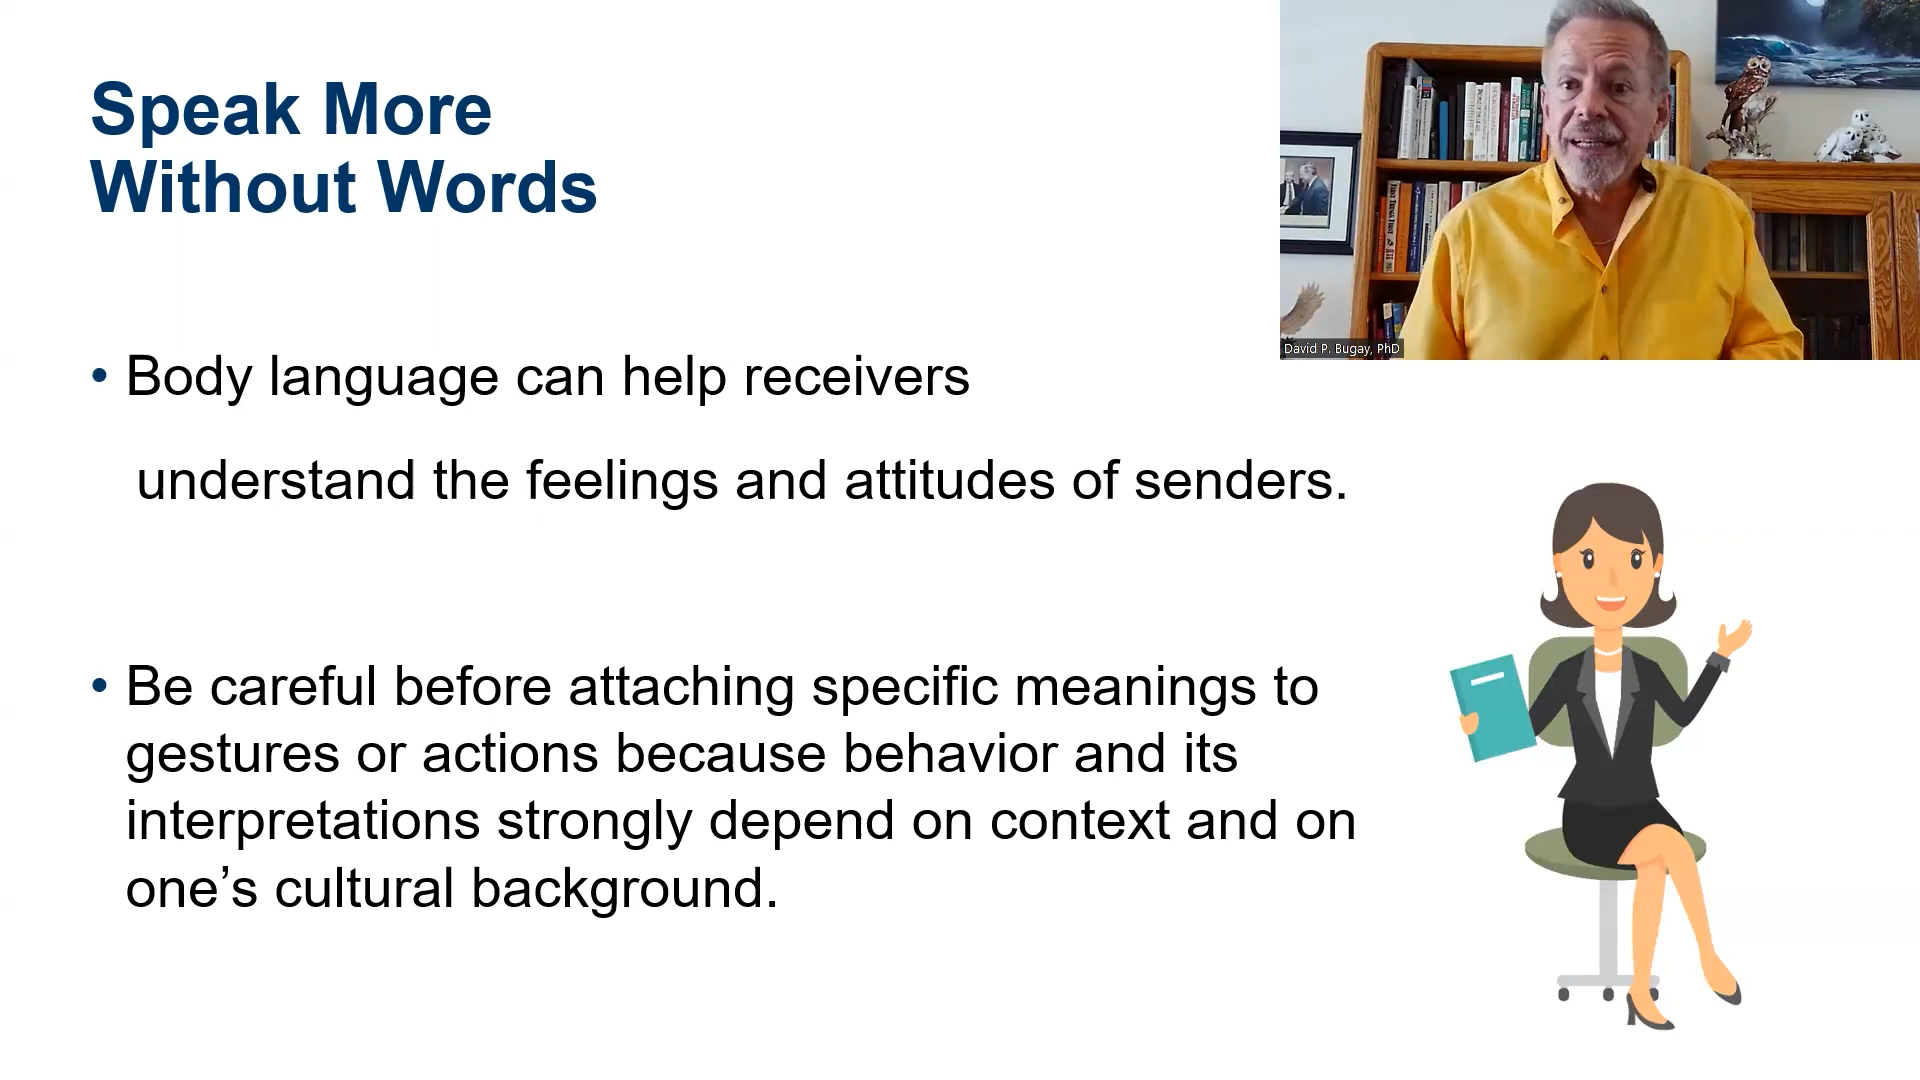 Speak More
Without Words
David P. Bugay, PhD
• Body language can help receivers
understand the feelings and attitudes of senders.
• Be careful before attaching specific meanings to
gestures or actions because behavior and its
interpretations strongly depend on context and on
one’s cultural background.